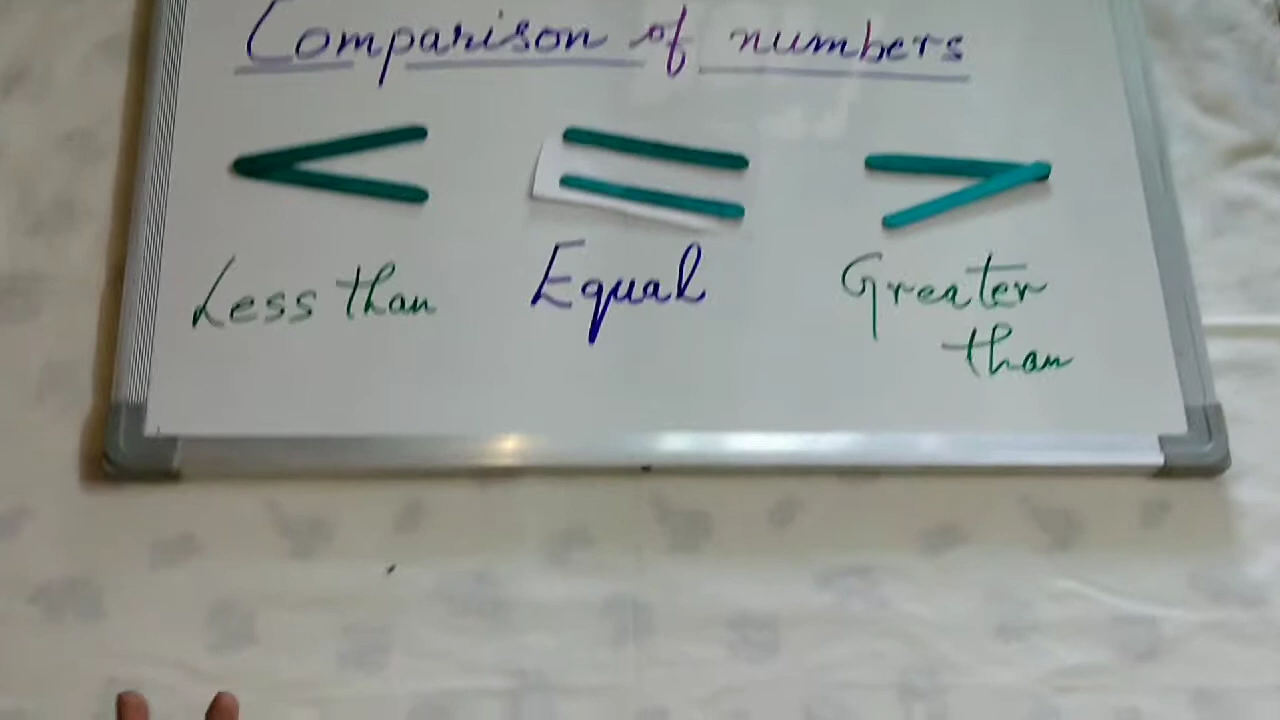 Comparison of numbers
< = >
Less than Equal Greater
than